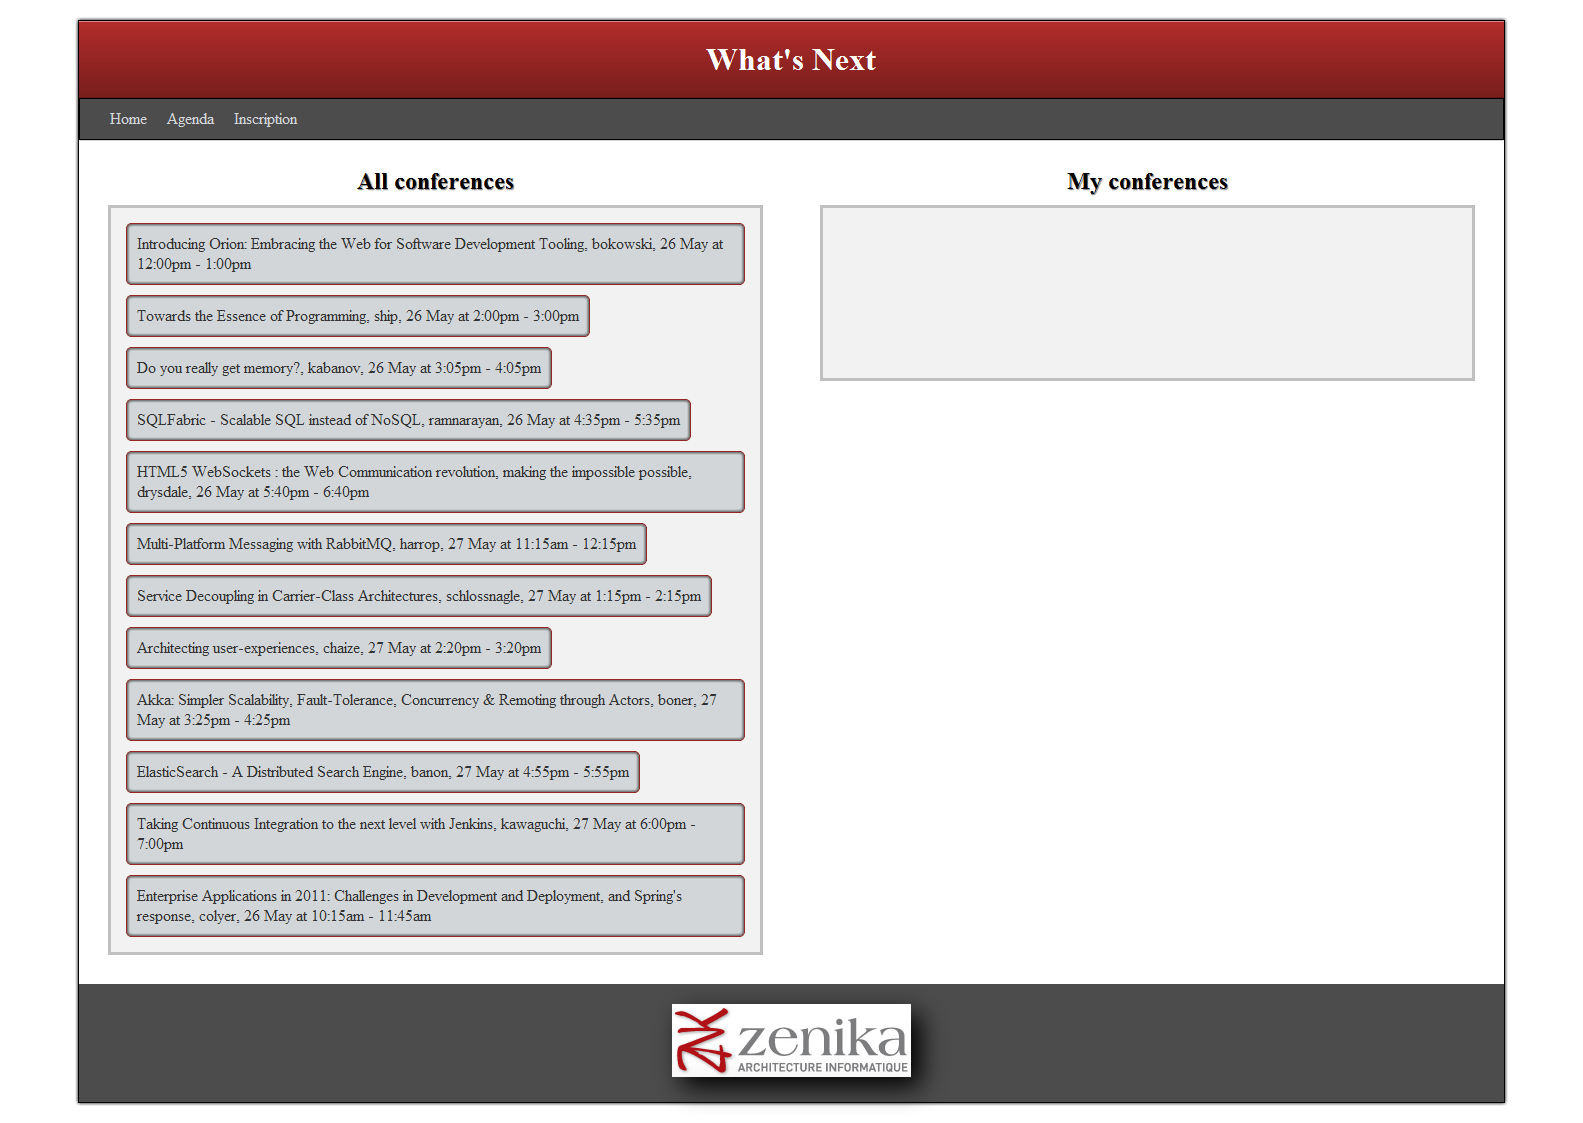 What's Next
Home Agenda Inscription
All conferences
Introducing Orion: Embracing the Web for Software Development Tooling, bokowski, 26 May at
12:00pm - 1:00pm
Towards the Essence of Programming, ship, 26 May at 2:00pm - 3:00pm
Do you really get memory?, kabanov, 26 May at 3:05pm - 4:05pm
SQLFabric - Scalable SQL instead of NoSQL, ramnarayan, 26 May at 4:35pm - 5:35pm
HTML5 WebSockets : the Web Communication revolution, making the impossible possible,
drysdale, 26 May at 5:40pm - 6:40pm
Multi-Platform Messaging with RabbitMQ, harrop, 27 May at 11:15am - 12:15pm
Service Decoupling in Carrier-Class Architectures, schlossnagle, 27 May at 1:15pm - 2:15pm
Architecting user-experiences, chaize, 27 May at 2:20pm - 3:20pm
Akka: Simpler Scalability, Fault-Tolerance, Concurrency & Remoting through Actors, boner, 27
May at 3:25pm - 4:25pm
ElasticSearch - A Distributed Search Engine, banon, 27 May at 4:55pm - 5:55pm
Taking Continuous Integration to the next level with Jenkins, kawaguchi, 27 May at 6:00pm -
7:00pm
Enterprise Applications in 2011: Challenges in Development and Deployment, and Spring's
response, colyer, 26 May at 10:15am - 11:45am
My conferences
zenika
ARCHITECTURE INFORMATIQUE